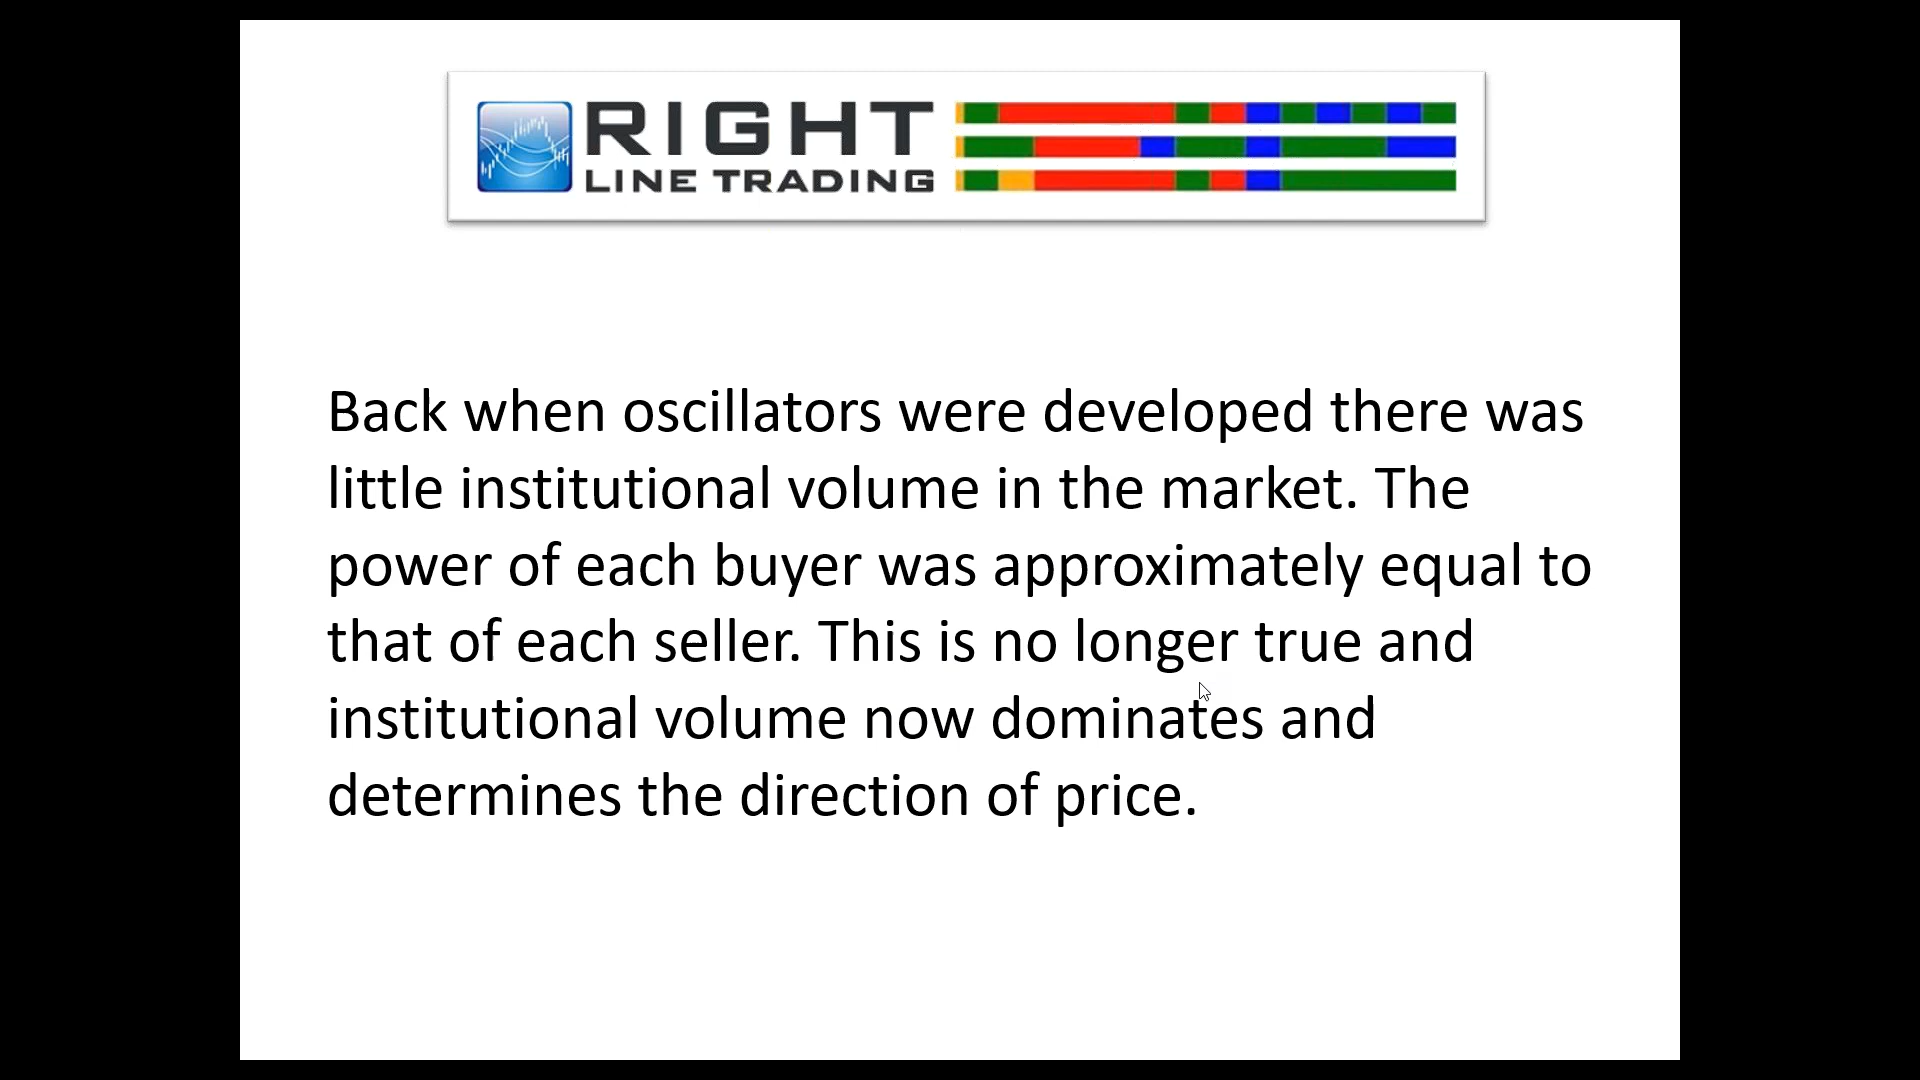 RIGHT
LINE TRADING
Back when oscillators were developed there was
little institutional volume in the market. The
power of each buyer was approximately equal to
that of each seller. This is no longer true and
institutional volume now dominates and
determines the direction of price.